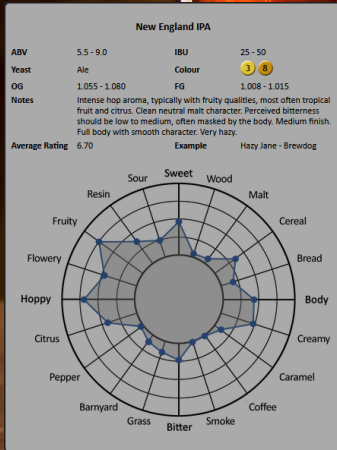 New England IPA
ABV 5.5 - 9.0 IBU 25 - 50
Yeast Ale Colour 3 8
OG 1.055 - 1.080 FG 1.008 - 1.015
Notes Intense hop aroma, typically with fruity qualities, most often tropical
fruit and citrus. Clean neutral malt character. Perceived bitterness
should be low to medium, often masked by the body. Medium finish.
Full body with smooth character. Very hazy.
Average Rating 6.70 Example Hazy Jane - Brewdog
Sweet
Sour Wood
Resin Malt
Fruity Cereal
Flowery Bread
Hoppy Body
Citrus Creamy
Pepper Caramel
Barnyard Coffee
Grass Smoke
Bitter